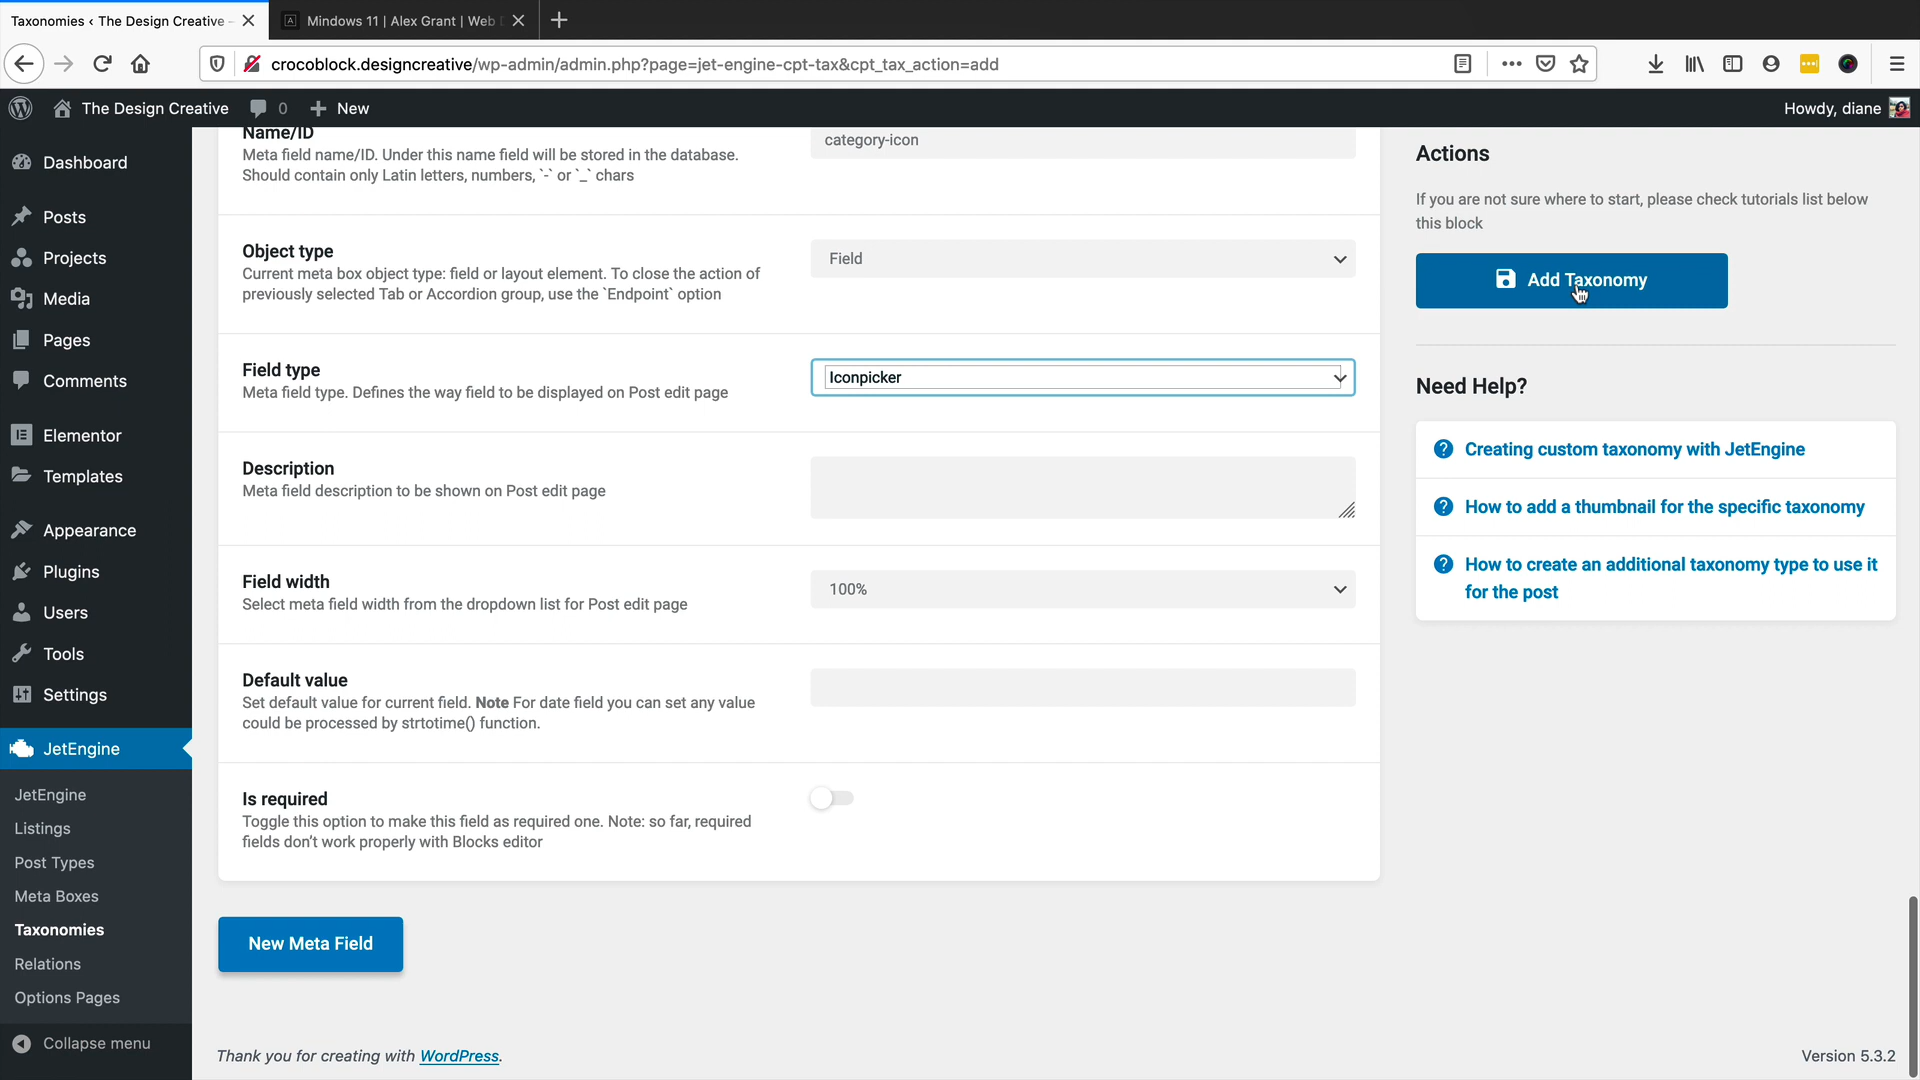 Taxonomies ‹ The Design Creative –
Mindows 11 | Alex Grant | Web
crocoblock.designcreative/wp-admin/admin.php?page=jet-engine-cpt-tax&cpt_tax_action=add
The Design Creative
0
New
Howdy, diane
Dashboard
Posts
Projects
Media
Pages
Comments
Elementor
Templates
Appearance
Plugins
Users
Tools
Settings
JetEngine
JetEngine
Listings
Post Types
Meta Boxes
Taxonomies
Relations
Options Pages
Collapse menu
Name/ID
Meta field name/ID. Under this name field will be stored in the database.
Should contain only Latin letters, numbers, `-` or `_` chars
category-icon
Object type
Current meta box object type: field or layout element. To close the action of
previously selected Tab or Accordion group, use the `Endpoint` option
Field
Field type
Meta field type. Defines the way field to be displayed on Post edit page
Iconpicker
Description
Meta field description to be shown on Post edit page
Field width
Select meta field width from the dropdown list for Post edit page
100%
Default value
Set default value for current field. Note For date field you can set any value
could be processed by strtotime() function.
Is required
Toggle this option to make this field as required one. Note: so far, required
fields don't work properly with Blocks editor
New Meta Field
Actions
If you are not sure where to start, please check tutorials list below
this block
Add Taxonomy
Need Help?
Creating custom taxonomy with JetEngine
How to add a thumbnail for the specific taxonomy
How to create an additional taxonomy type to use it
for the post
Thank you for creating with WordPress.
Version 5.3.2